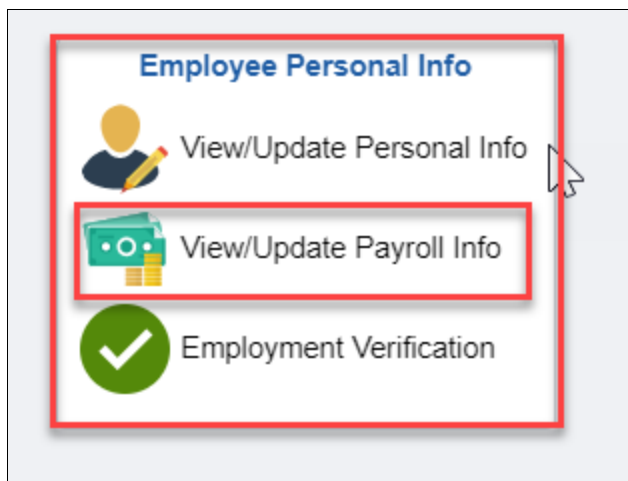 Employee Personal Info
View/Update Personal Info
View/Update Payroll Info
Employment Verification